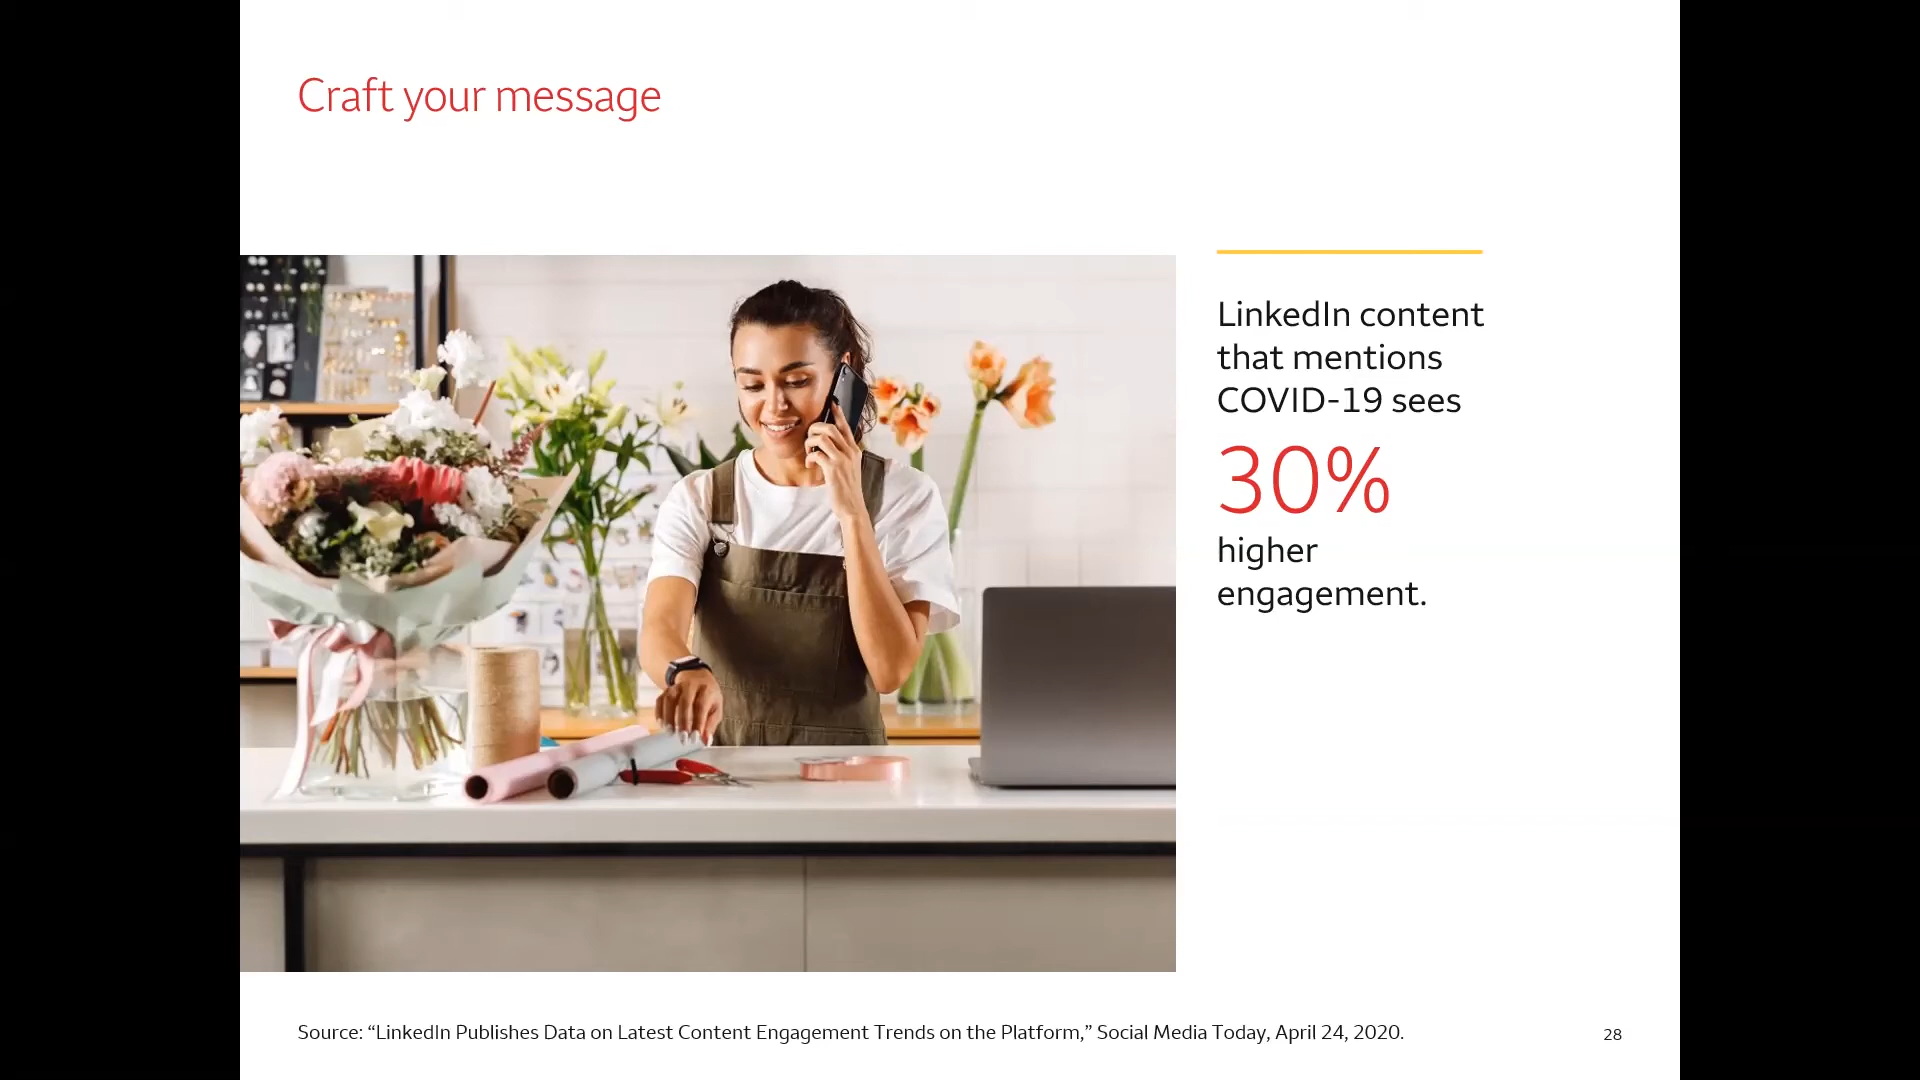 Craft your message
LinkedIn content
that mentions
COVID-19 sees
30%
higher
engagement.
Source: “LinkedIn Publishes Data on Latest Content Engagement Trends on the Platform,” Social Media Today, April 24, 2020.
28